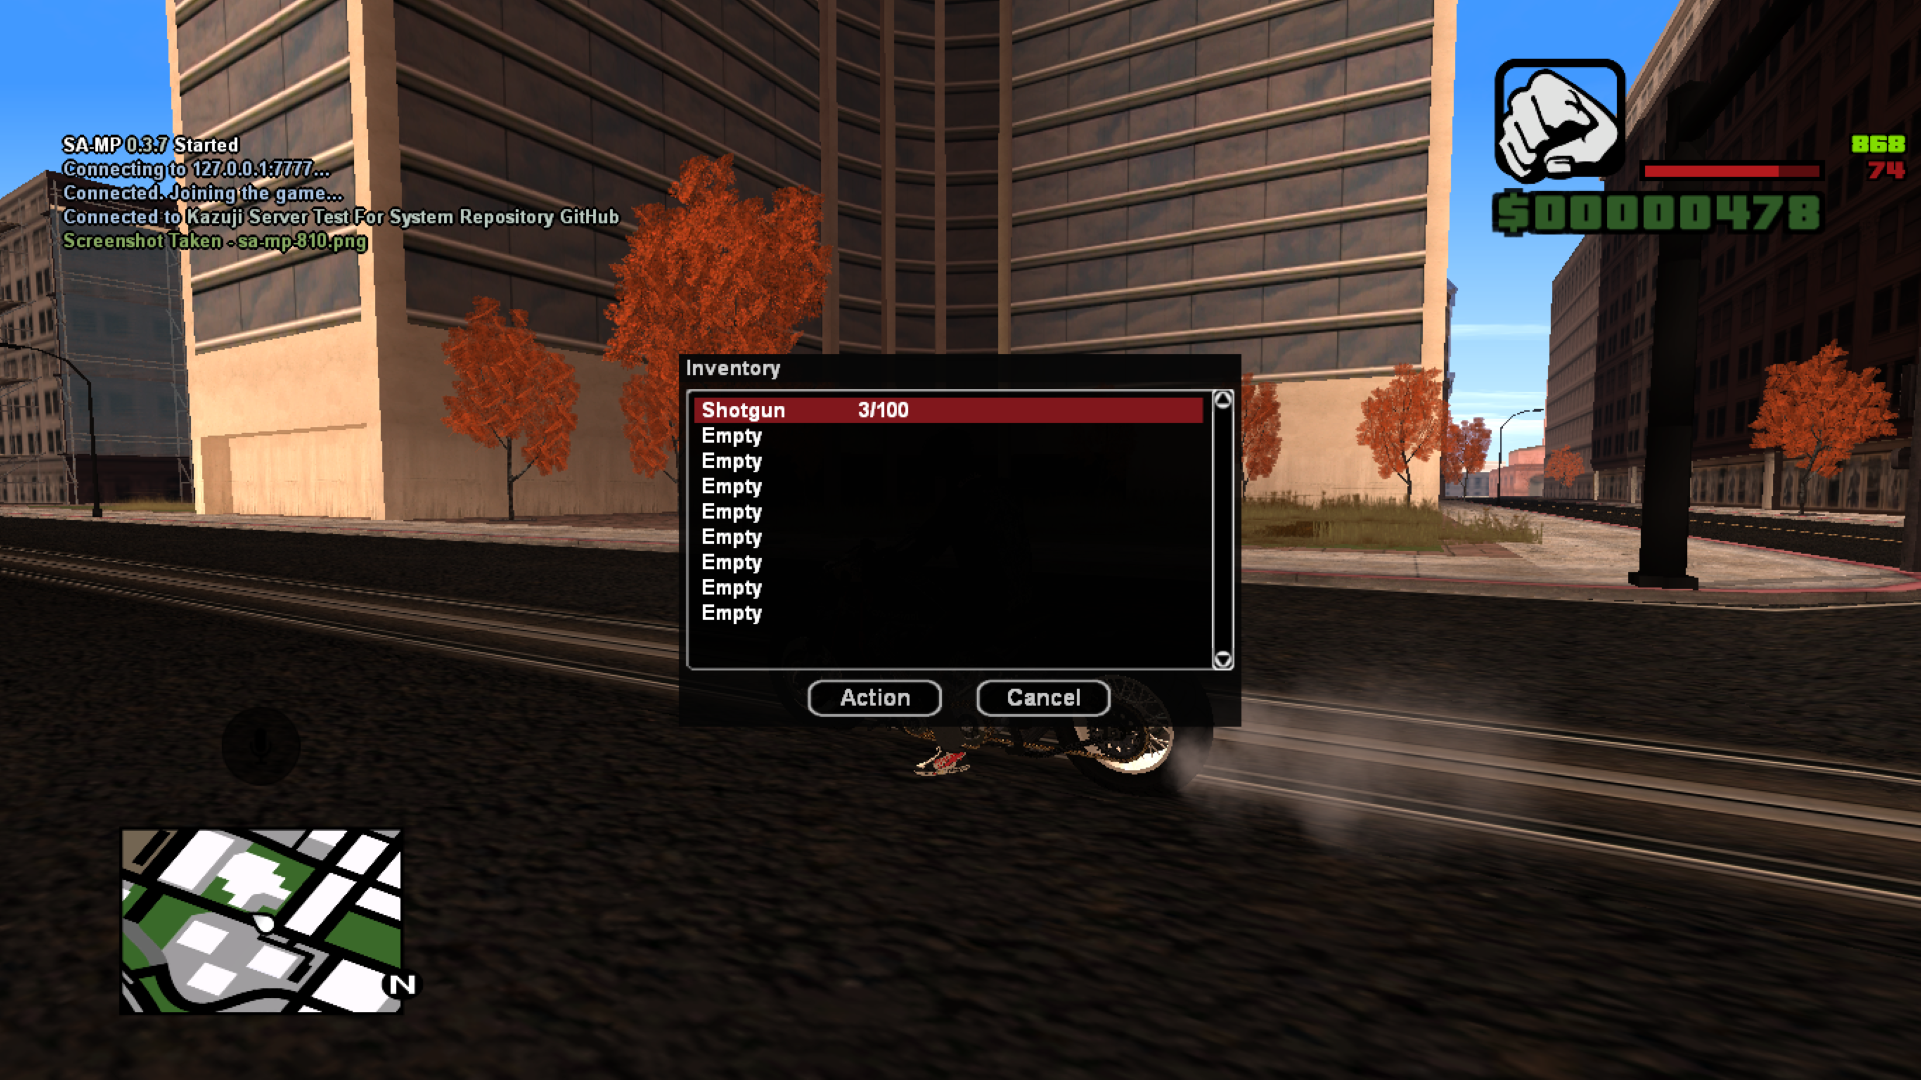 SA-MP 0.3.7 Started
Connecting to 127.0.0.1:7777...
Connected. Joining the game...
Connected to Kazuji Server Test For System Repository GitHub
Screenshot Taken - sa-mp-810.png
868
74
$00000478
Inventory
Shotgun 3/100
Empty
Empty
Empty
Empty
Empty
Empty
Empty
Empty
Action Cancel
N